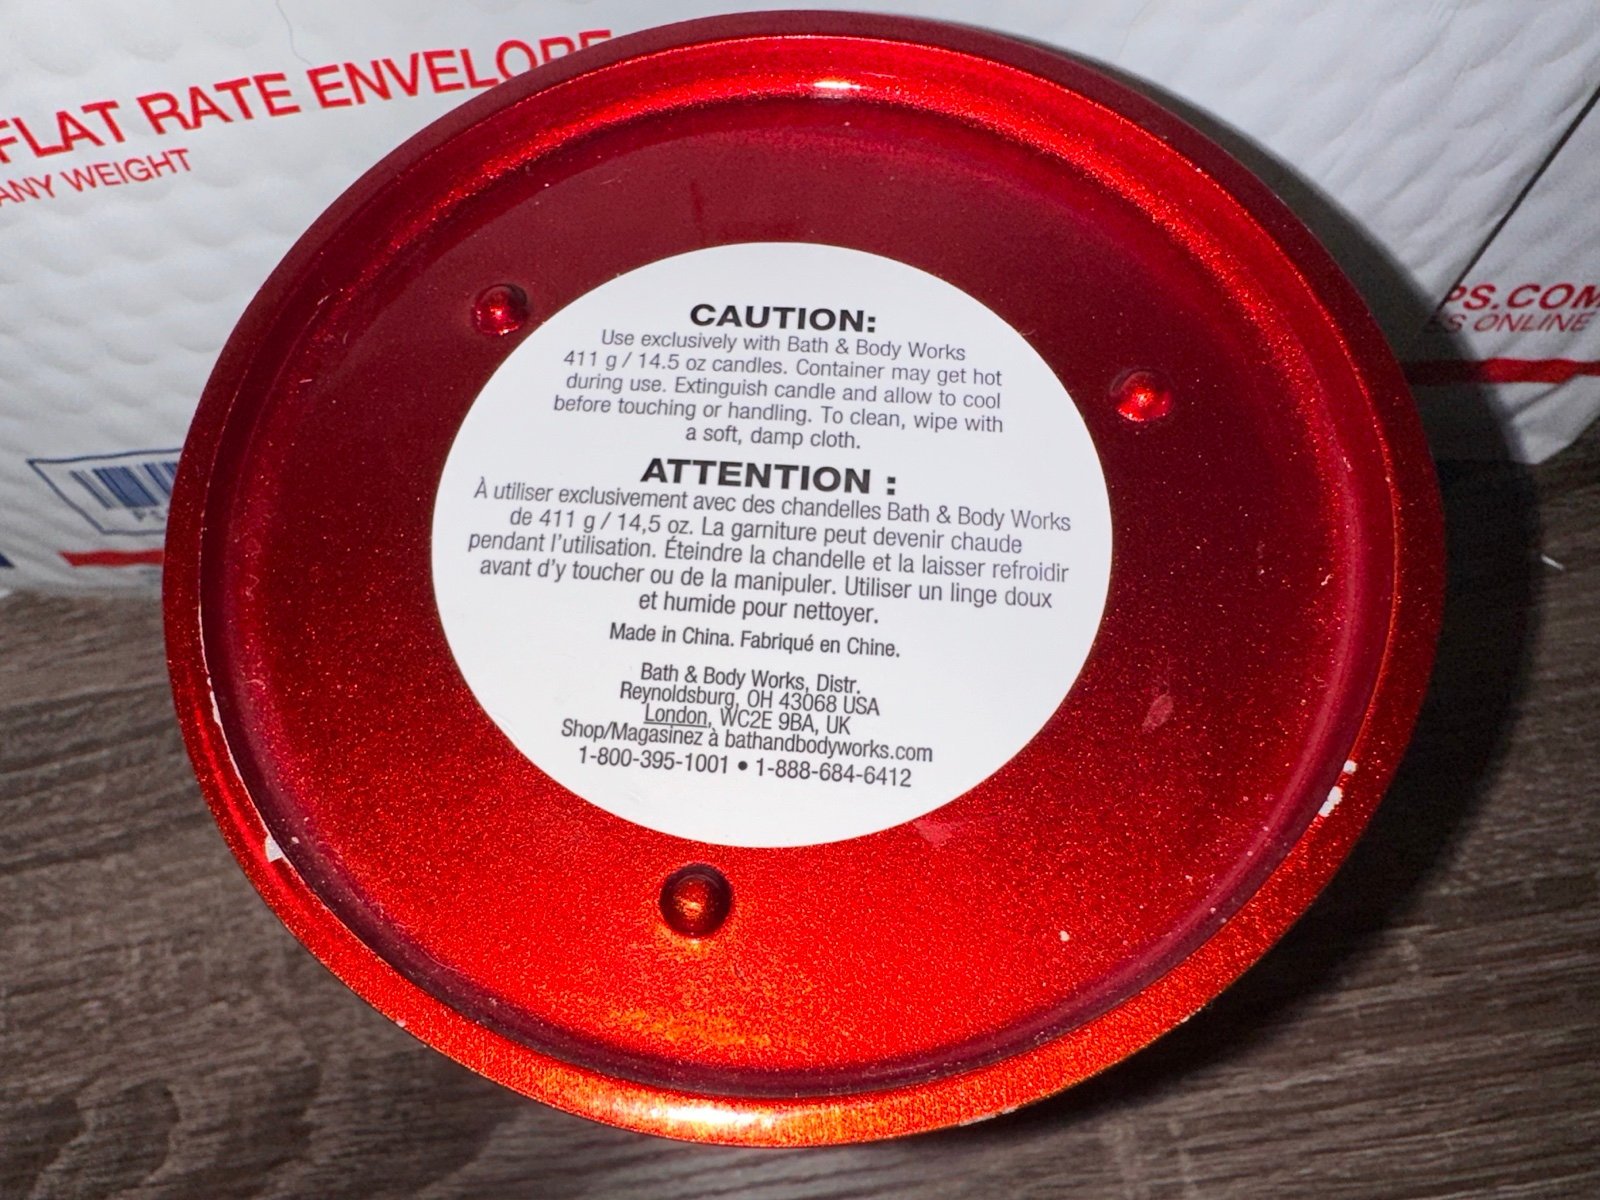 FLAT RATE ENVELOPE
ANY WEIGHT
PS.COM
S ONLINE
CAUTION:
Use exclusively with Bath & Body Works
411 g / 14.5 oz candles. Container may get hot
during use. Extinguish candle and allow to cool
before touching or handling. To clean, wipe with
a soft, damp cloth.
ATTENTION :
À utiliser exclusivement avec des chandelles Bath & Body Works
de 411 g / 14,5 oz. La garniture peut devenir chaude
pendant l'utilisation. Éteindre la chandelle et la laisser refroidir
avant d'y toucher ou de la manipuler. Utiliser un linge doux
et humide pour nettoyer.
Made in China. Fabriqué en Chine.
Bath & Body Works, Distr.
Reynoldsburg, OH 43068 USA
London, WC2E 9BA, UK
Shop/Magasinez à bathandbodyworks.com
1-800-395-1001 • 1-888-684-6412